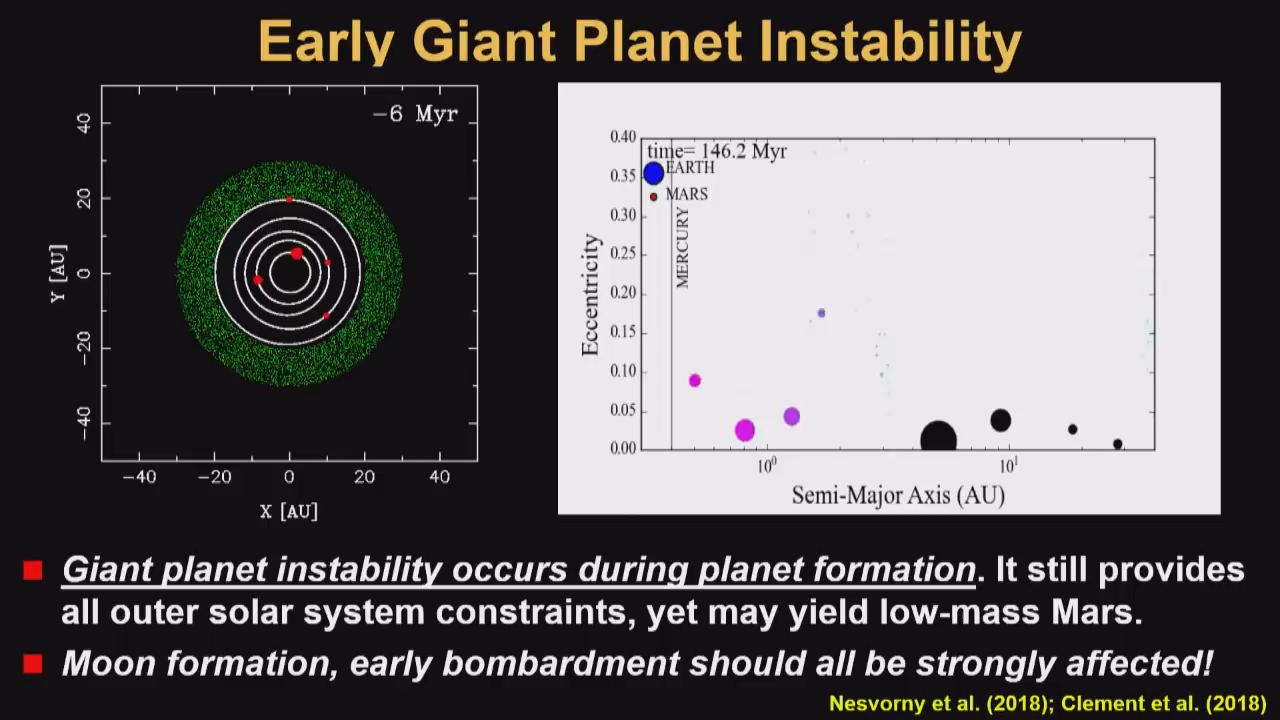 Early Giant Planet Instability
−6 Myr
40
20
0
−20
−40
Y [AU]
−40 −20 0 20 40
X [AU]
0.40
0.35
0.30
0.25
0.20
0.15
0.10
0.05
0.00
Eccentricity
time= 146.2 Myr
EARTH
MARS
MERCURY
10⁰ 10¹
Semi-Major Axis (AU)
Giant planet instability occurs during planet formation. It still provides
all outer solar system constraints, yet may yield low-mass Mars.
Moon formation, early bombardment should all be strongly affected!
Nesvorny et al. (2018); Clement et al. (2018)